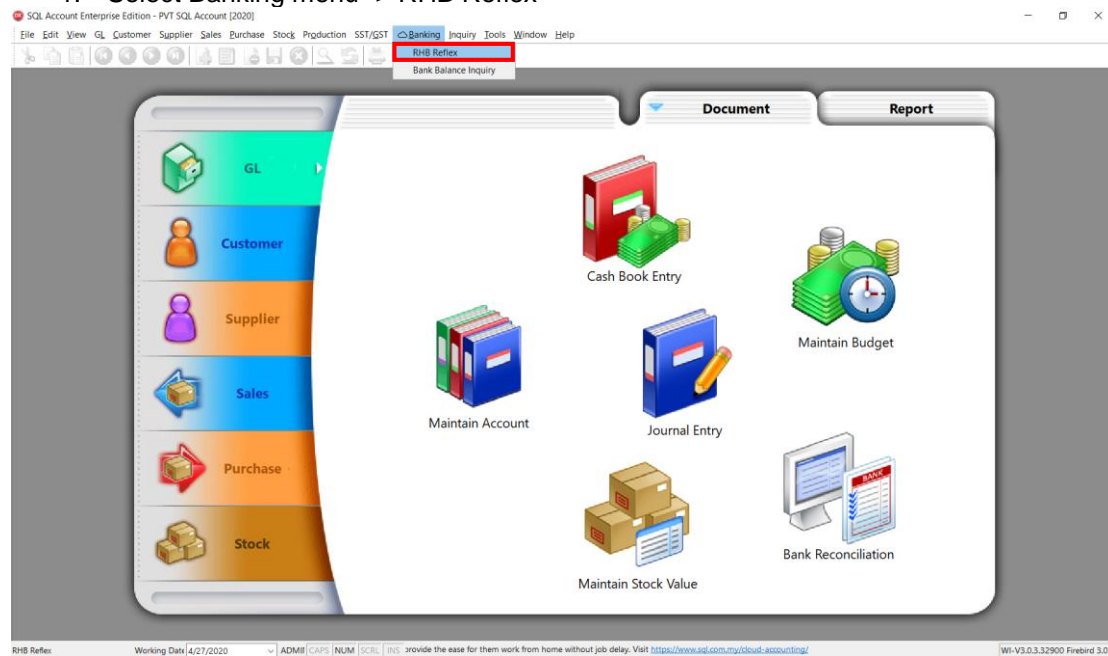 Select Banking menu -> RHB Reflex
SQL Account Enterprise Edition - PVT SQL Account [2020]
File Edit View GL Customer Supplier Sales Purchase Stock Production SST/GST Banking Inquiry Tools Window Help
RHB Reflex
Bank Balance Inquiry
Document Report
GL
Customer
Supplier
Sales
Purchase
Stock
Cash Book Entry
Maintain Budget
Maintain Account
Journal Entry
BANK
Bank Reconciliation
Maintain Stock Value
RHB Reflex Working Date 4/27/2020 ADMII CAPS NUM SCRL INS provide the ease for them work from home without job delay. Visit https://www.sql.com.my/cloud-accounting/ WI-V3.0.3.32900 Firebird 3.0